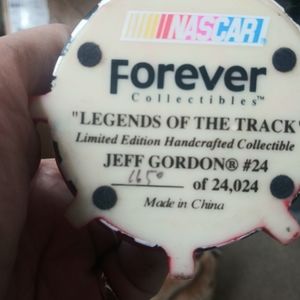 NASCAR
Forever
Collectibles™
"LEGENDS OF THE TRACK"
Limited Edition Handcrafted Collectible
JEFF GORDON® #24
1650 of 24,024
Made in China